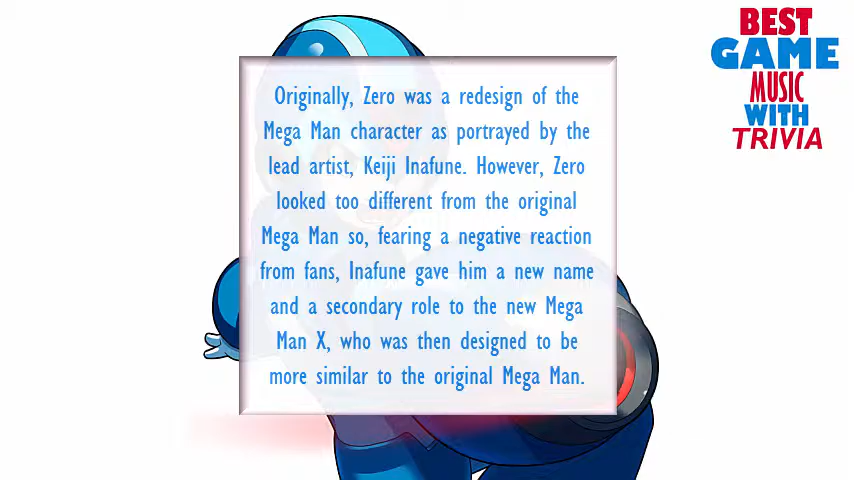 BEST
GAME
MUSIC
WITH
TRIVIA
Originally, Zero was a redesign of the
Mega Man character as portrayed by the
lead artist, Keiji Inafune. However, Zero
looked too different from the original
Mega Man so, fearing a negative reaction
from fans, Inafune gave him a new name
and a secondary role to the new Mega
Man X, who was then designed to be
more similar to the original Mega Man.